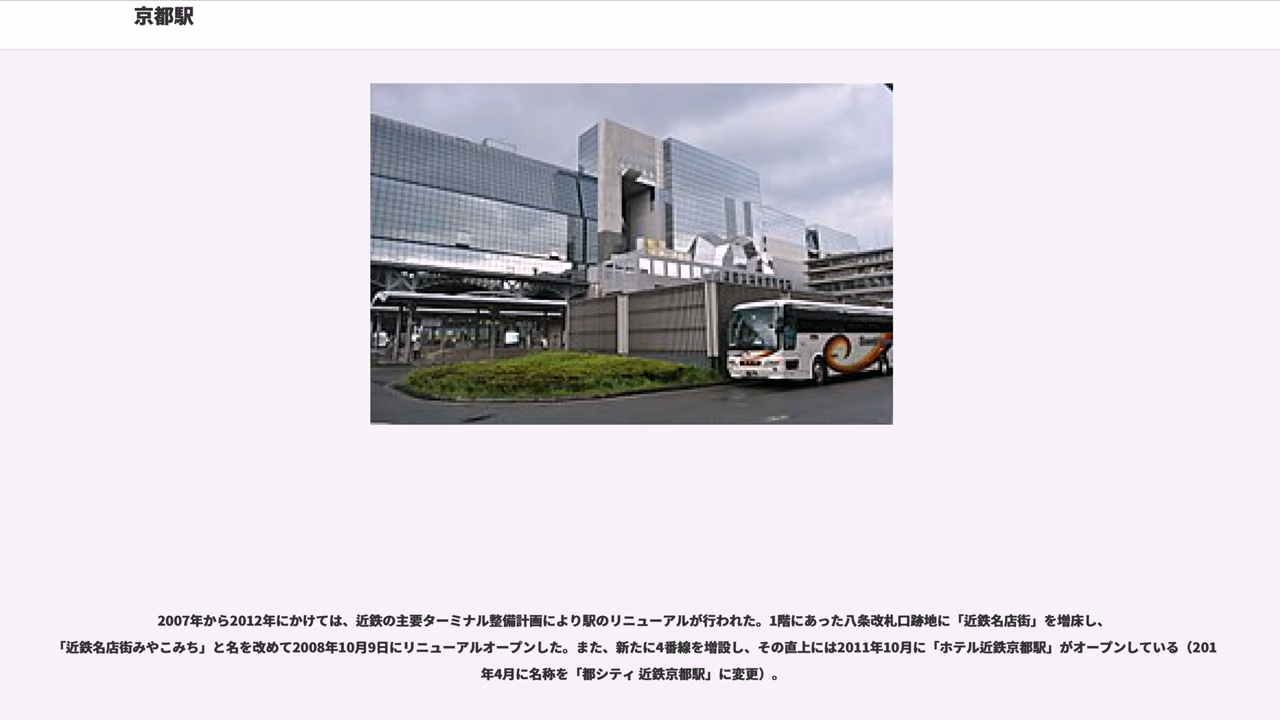 京都駅
2007年から2012年にかけては、近鉄の主要ターミナル整備計画により駅のリニューアルが行われた。1階にあった八条改札口跡地に「近鉄名店街」を増床し、
「近鉄名店街みやこみち」と名を改めて2008年10月9日にリニューアルオープンした。また、新たに4番線を増設し、その直上には2011年10月に「ホテル近鉄京都駅」がオープンしている（201
年4月に名称を「都シティ 近鉄京都駅」に変更）。